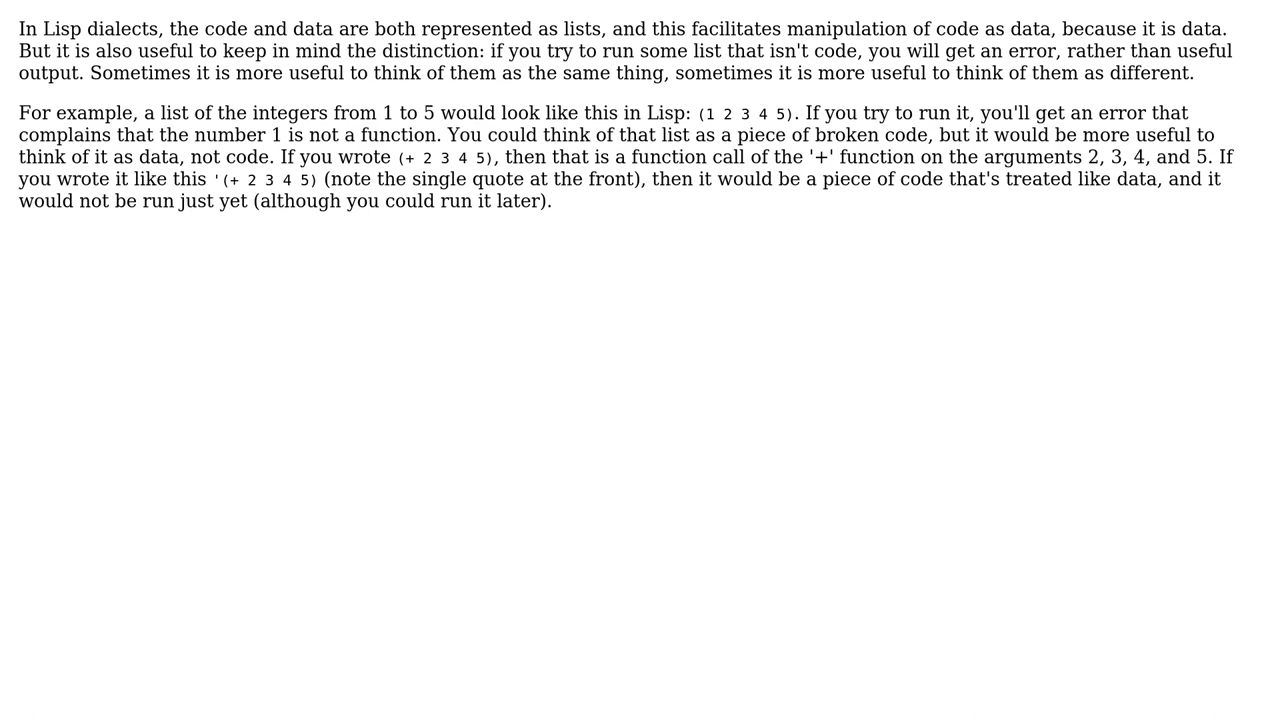 In Lisp dialects, the code and data are both represented as lists, and this facilitates manipulation of code as data, because it is data.
But it is also useful to keep in mind the distinction: if you try to run some list that isn't code, you will get an error, rather than useful
output. Sometimes it is more useful to think of them as the same thing, sometimes it is more useful to think of them as different.
For example, a list of the integers from 1 to 5 would look like this in Lisp: (1 2 3 4 5). If you try to run it, you'll get an error that
complains that the number 1 is not a function. You could think of that list as a piece of broken code, but it would be more useful to
think of it as data, not code. If you wrote (+ 2 3 4 5), then that is a function call of the '+' function on the arguments 2, 3, 4, and 5. If
you wrote it like this '(+ 2 3 4 5) (note the single quote at the front), then it would be a piece of code that's treated like data, and it
would not be run just yet (although you could run it later).